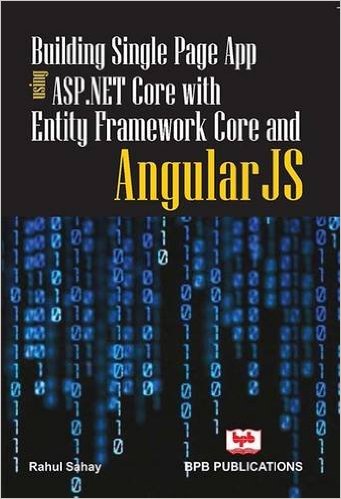 Building Single Page App
using ASP.NET Core with
Entity Framework Core and
AngularJS
bpb
Rahul Sahay
BPB PUBLICATIONS